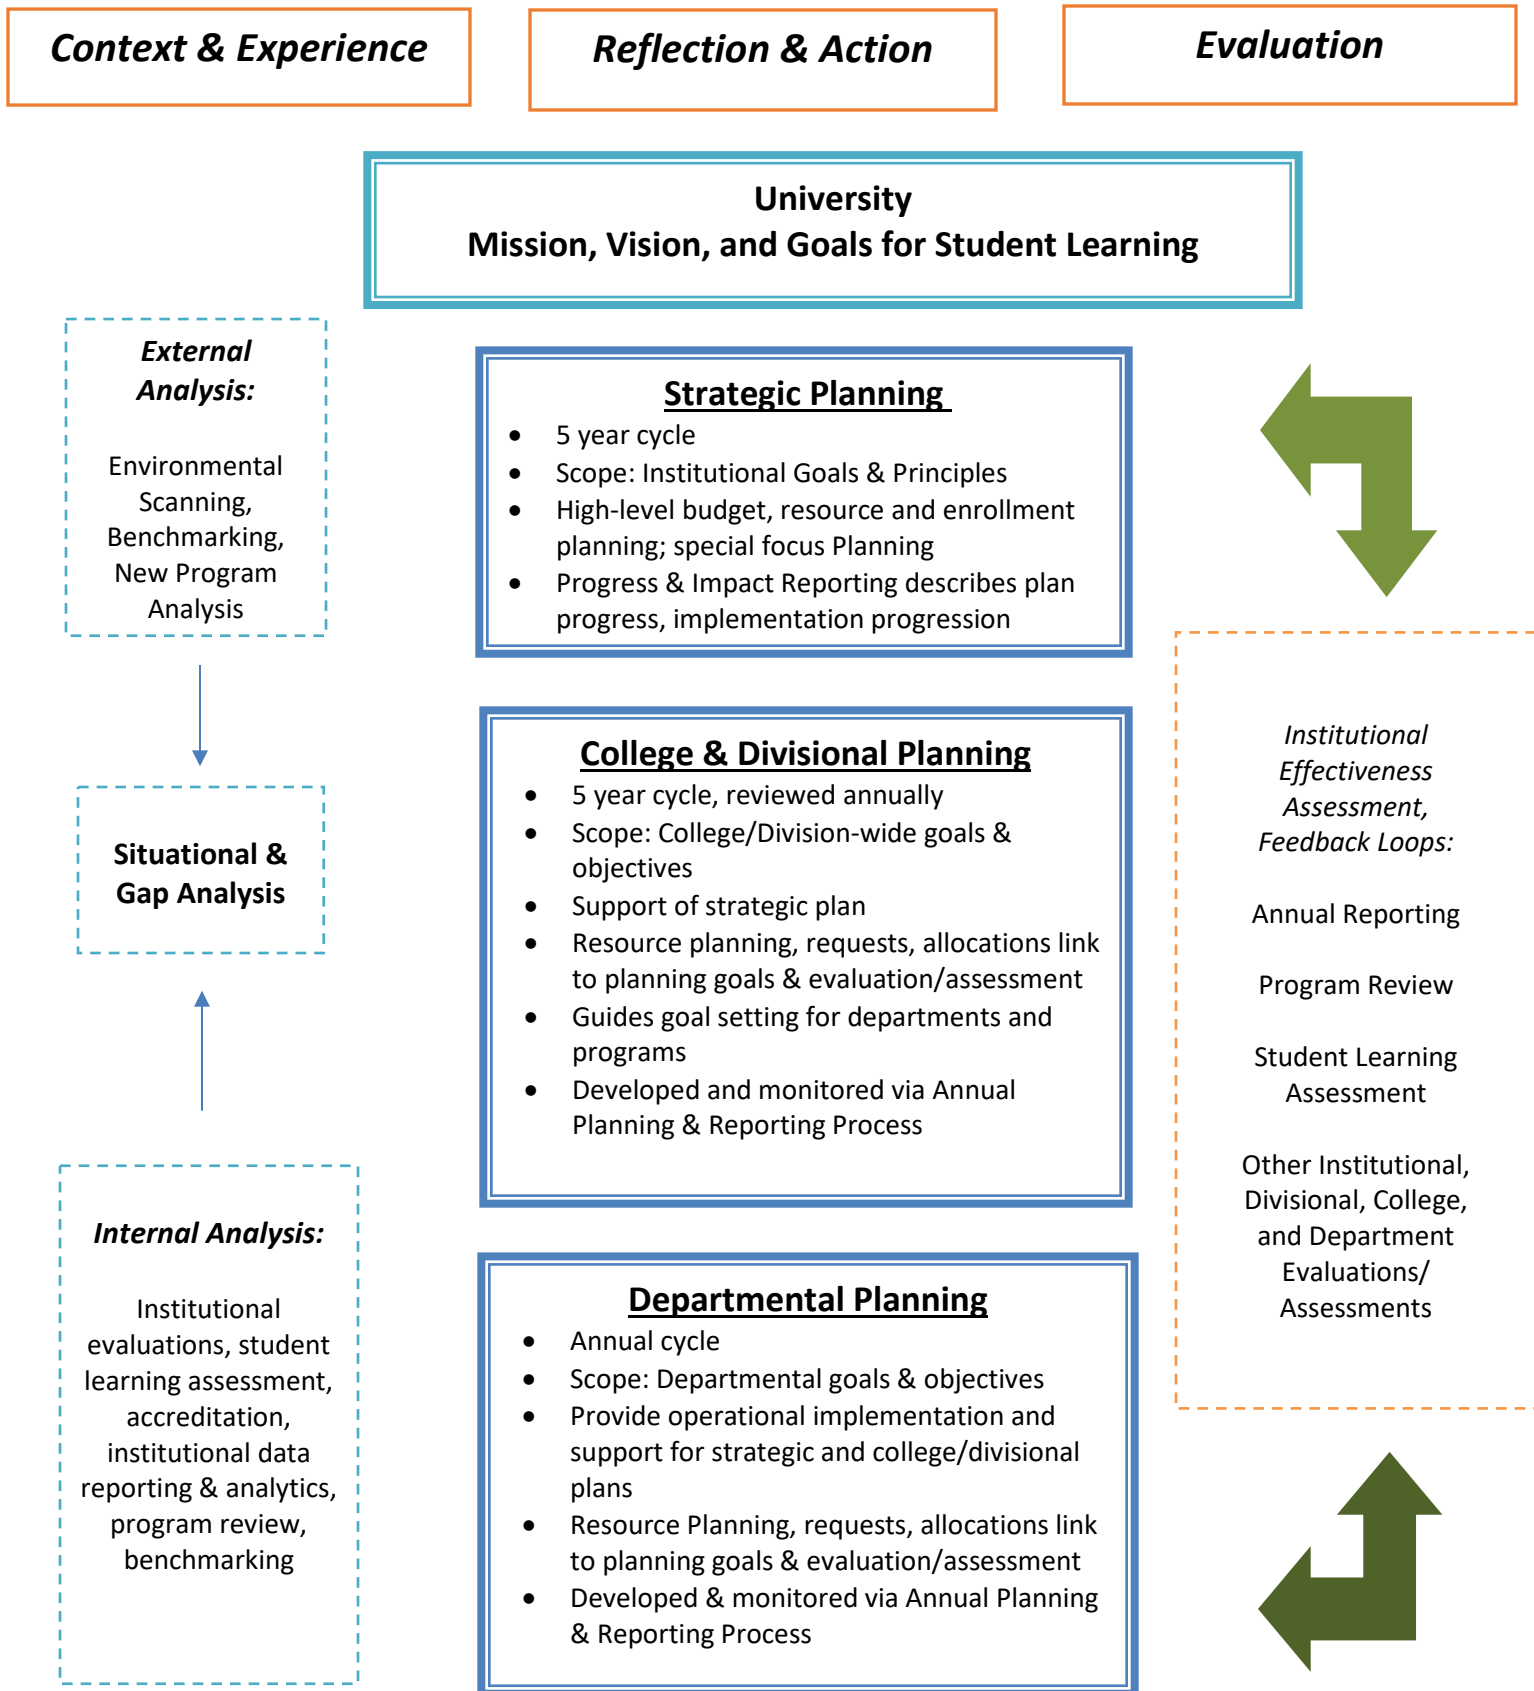 Context & Experience
Reflection & Action
Evaluation
University
Mission, Vision, and Goals for Student Learning
External
Analysis:
Environmental
Scanning,
Benchmarking,
New Program
Analysis
Situational &
Gap Analysis
Internal Analysis:
Institutional
evaluations, student
learning assessment,
accreditation,
institutional data
reporting & analytics,
program review,
benchmarking
Strategic Planning
• 5 year cycle
• Scope: Institutional Goals & Principles
• High-level budget, resource and enrollment
planning; special focus Planning
• Progress & Impact Reporting describes plan
progress, implementation progression
College & Divisional Planning
• 5 year cycle, reviewed annually
• Scope: College/Division-wide goals &
objectives
• Support of strategic plan
• Resource planning, requests, allocations link
to planning goals & evaluation/assessment
• Guides goal setting for departments and
programs
• Developed and monitored via Annual
Planning & Reporting Process
Departmental Planning
• Annual cycle
• Scope: Departmental goals & objectives
• Provide operational implementation and
support for strategic and college/divisional
plans
• Resource Planning, requests, allocations link
to planning goals & evaluation/assessment
• Developed & monitored via Annual Planning
& Reporting Process
Institutional
Effectiveness
Assessment,
Feedback Loops:
Annual Reporting
Program Review
Student Learning
Assessment
Other Institutional,
Divisional, College,
and Department
Evaluations/
Assessments